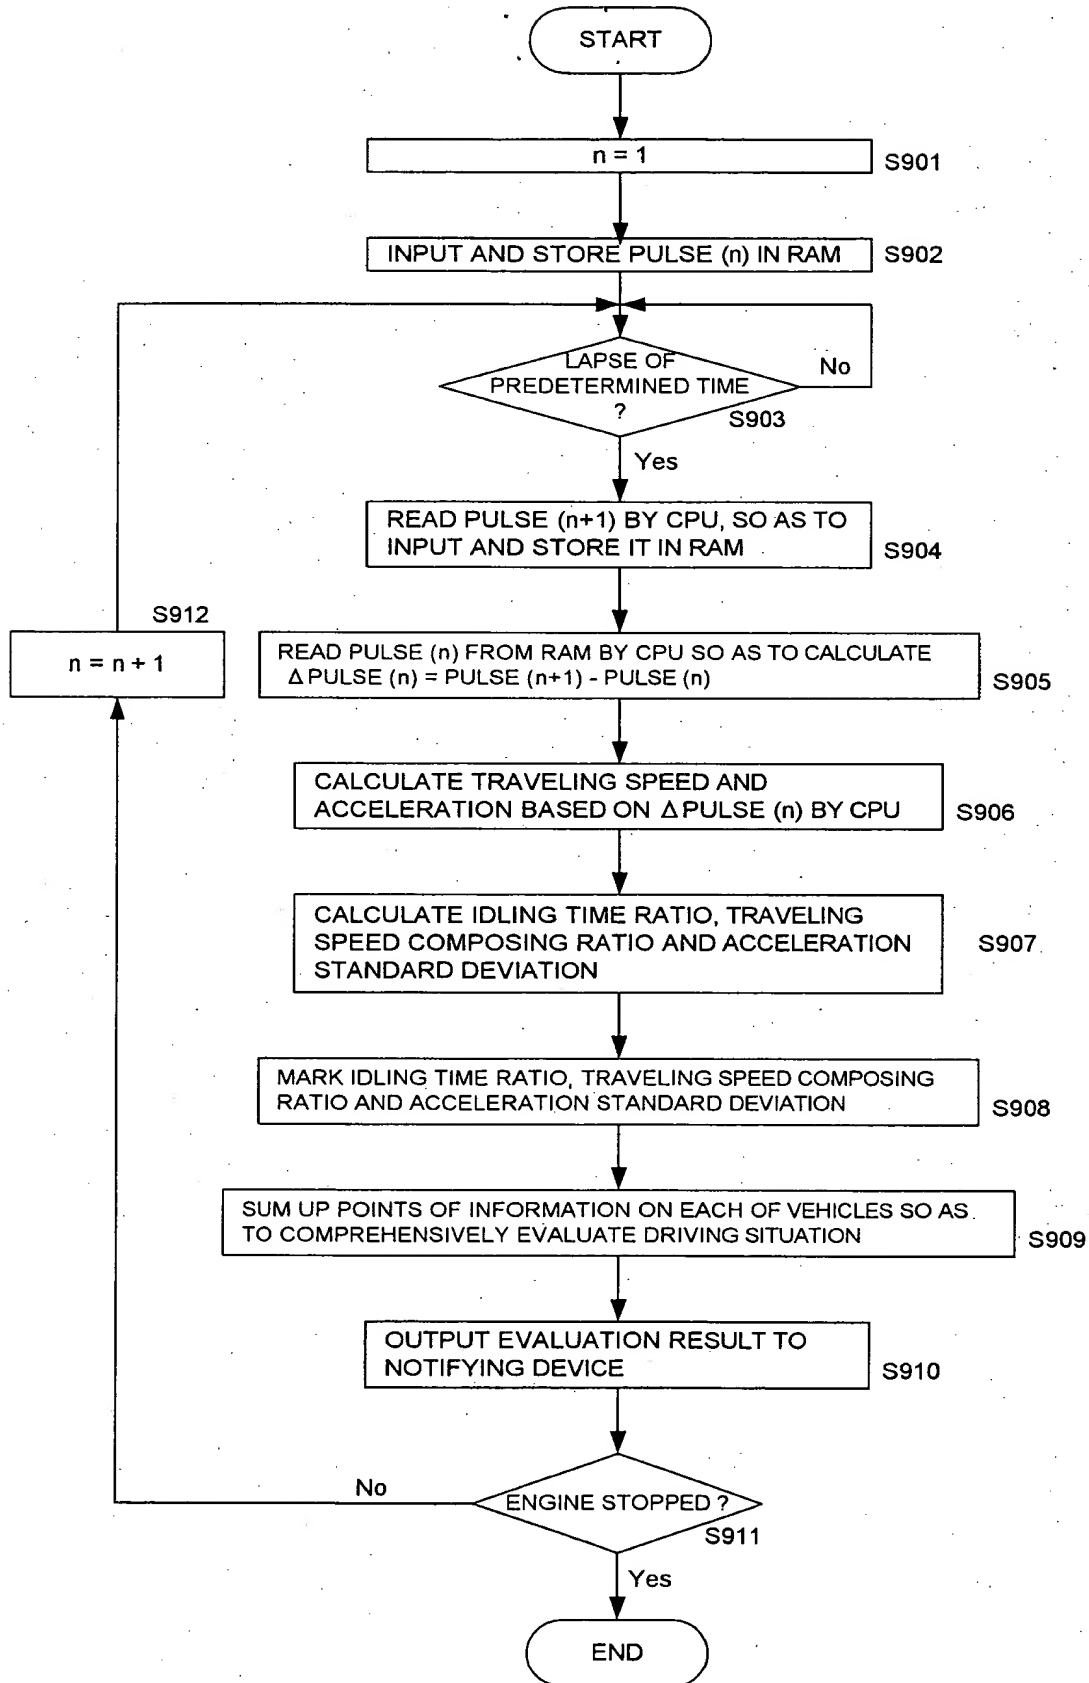 START
n = 1
S901
INPUT AND STORE PULSE (n) IN RAM
S902
LAPSE OF
PREDETERMINED TIME
?
No
S903
Yes
READ PULSE (n+1) BY CPU, SO AS TO
INPUT AND STORE IT IN RAM
S904
S912
n = n + 1
READ PULSE (n) FROM RAM BY CPU SO AS TO CALCULATE
Δ PULSE (n) = PULSE (n+1) - PULSE (n)
S905
CALCULATE TRAVELING SPEED AND
ACCELERATION BASED ON Δ PULSE (n) BY CPU
S906
CALCULATE IDLING TIME RATIO, TRAVELING
SPEED COMPOSING RATIO AND ACCELERATION
STANDARD DEVIATION
S907
MARK IDLING TIME RATIO, TRAVELING SPEED COMPOSING
RATIO AND ACCELERATION STANDARD DEVIATION
S908
SUM UP POINTS OF INFORMATION ON EACH OF VEHICLES SO AS
TO COMPREHENSIVELY EVALUATE DRIVING SITUATION
S909
OUTPUT EVALUATION RESULT TO
NOTIFYING DEVICE
S910
No
ENGINE STOPPED ?
S911
Yes
END